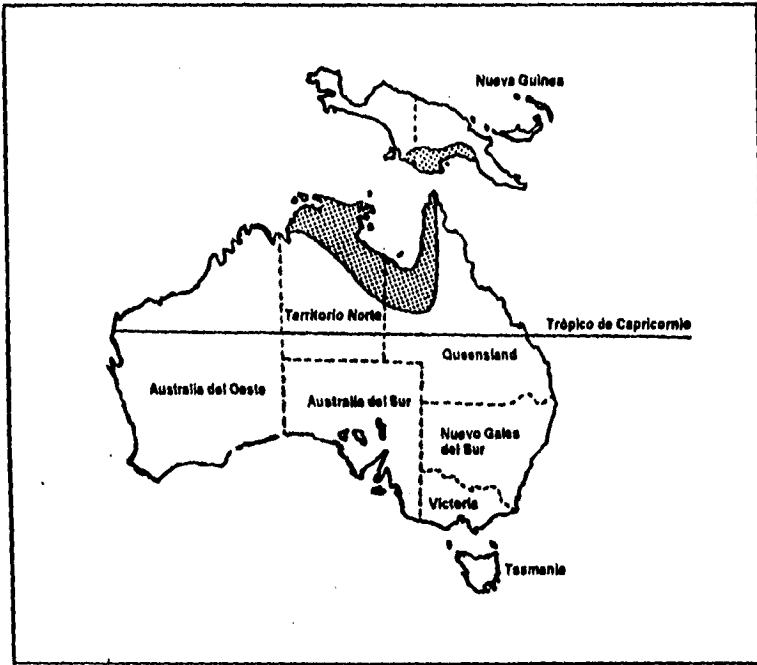 Nueva Guinea
Territorio Norte
Trópico de Capricornio
Queensland
Australia del Oeste
Australia del Sur
Nuevo Gales
del Sur
Victoria
Tasmania